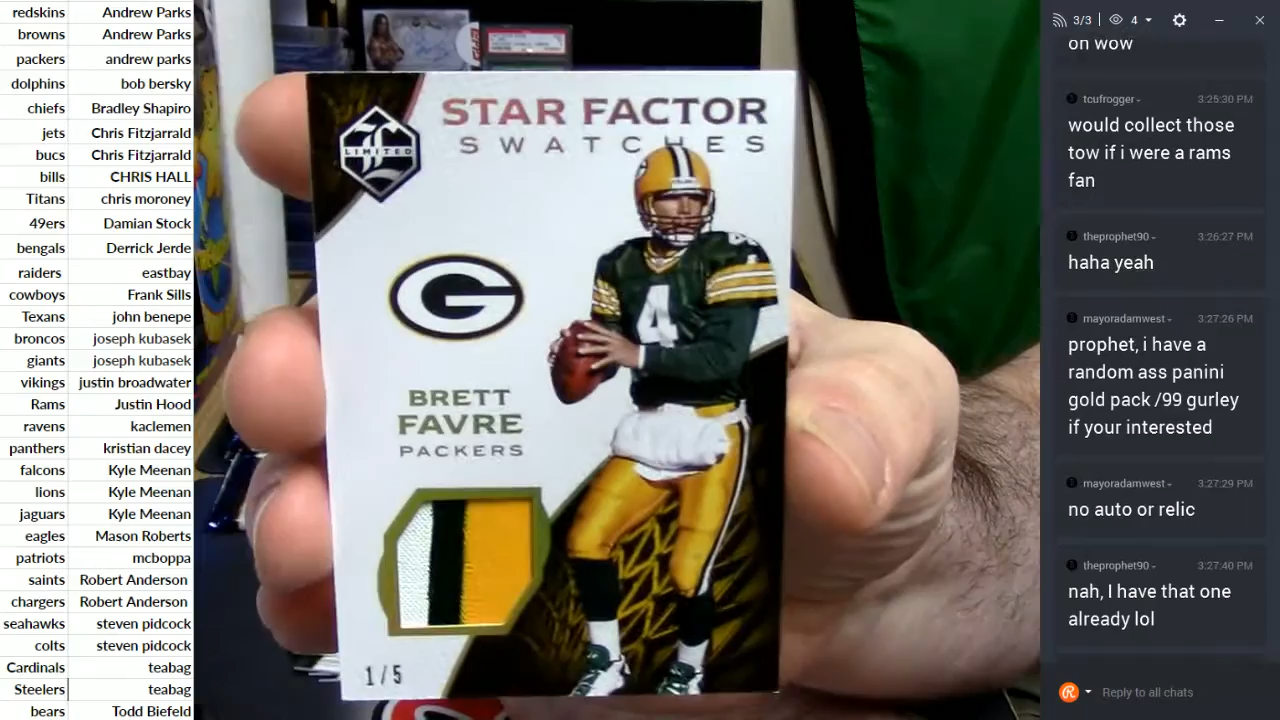 redskins Andrew Parks
browns Andrew Parks
packers andrew parks
dolphins bob bersky
chiefs Bradley Shapiro
jets Chris Fitzjarrald
bucs Chris Fitzjarrald
bills CHRIS HALL
Titans chris moroney
49ers Damian Stock
bengals Derrick Jerde
raiders eastbay
cowboys Frank Sills
Texans john benepe
broncos joseph kubasek
giants joseph kubasek
vikings justin broadwater
Rams Justin Hood
ravens kaclemen
panthers kristian dacey
falcons Kyle Meenan
lions Kyle Meenan
jaguars Kyle Meenan
eagles Mason Roberts
patriots mcboppa
saints Robert Anderson
chargers Robert Anderson
seahawks steven pidcock
colts steven pidcock
Cardinals teabag
Steelers teabag
bears Todd Biefeld
L
LIMITED
STAR FACTOR
SWATCHES
G
4
4
BRETT
FAVRE
PACKERS
1/5
3/3 4
oh wow
tcufrogger 3:25:30 PM
would collect those
tow if i were a rams
fan
theprophet90 3:26:27 PM
haha yeah
mayoradamwest 3:27:26 PM
prophet, i have a
random ass panini
gold pack /99 gurley
if your interested
mayoradamwest 3:27:29 PM
no auto or relic
theprophet90 3:27:40 PM
nah, I have that one
already lol
Reply to all chats